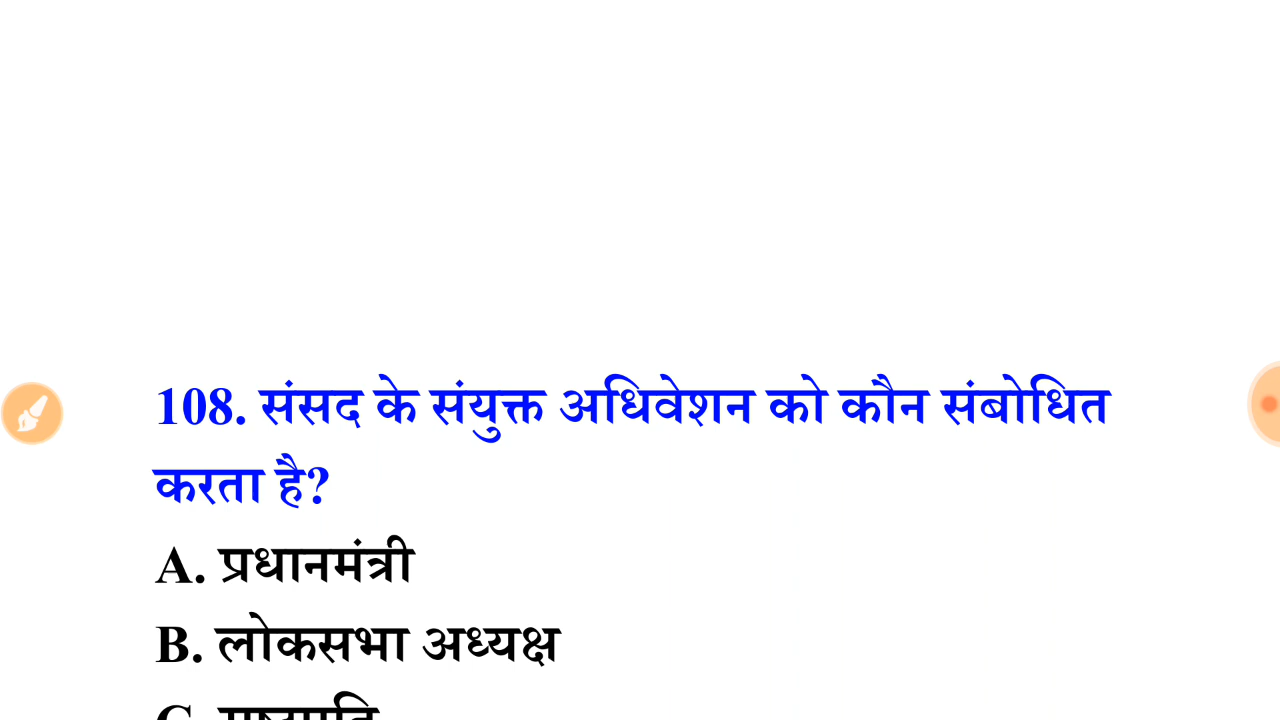 108. संसद के संयुक्त अधिवेशन को कौन संबोधित
करता है?
A. प्रधानमंत्री
B. लोकसभा अध्यक्ष